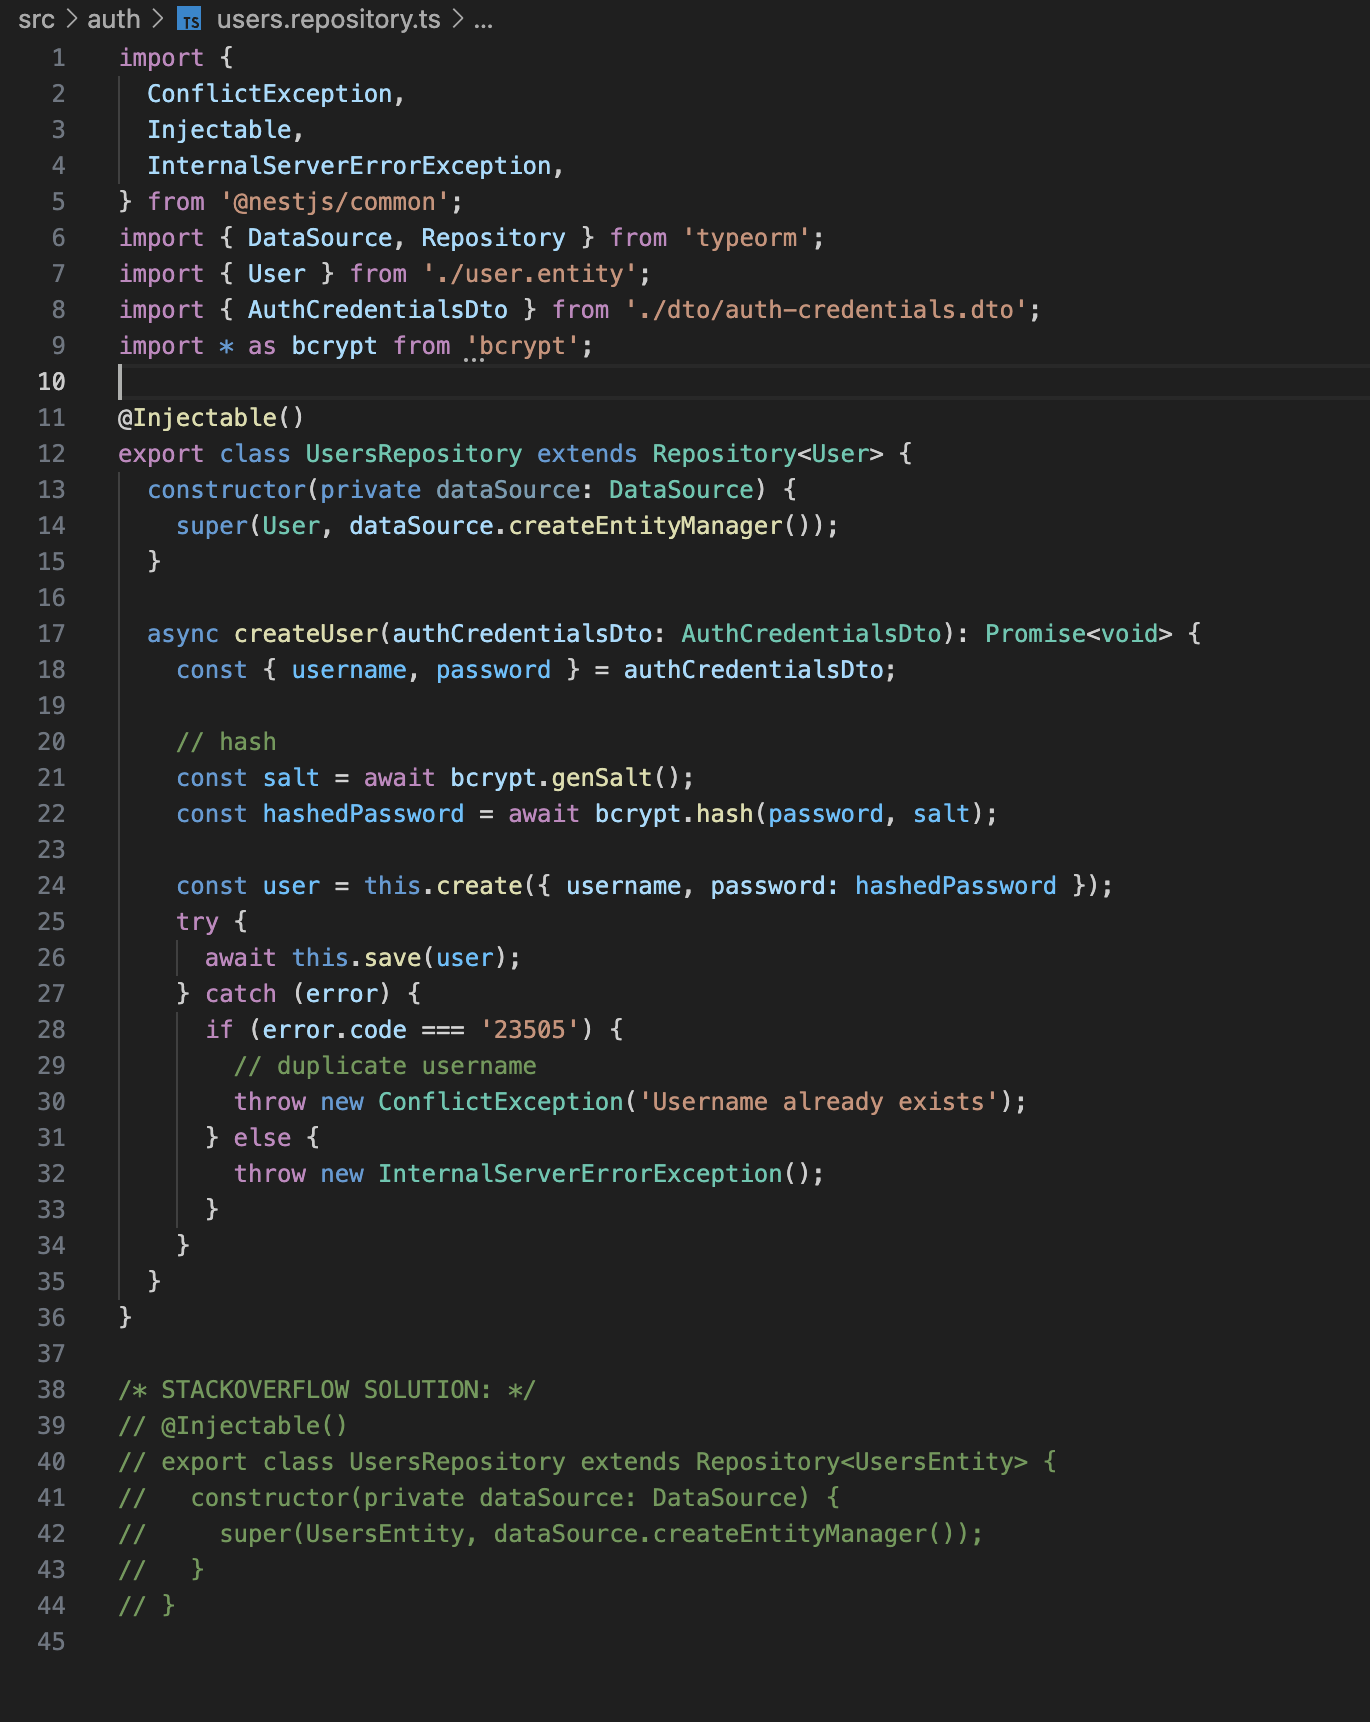 src > auth > TS users.repository.ts > ...
1 import {
2   ConflictException,
3   Injectable,
4   InternalServerErrorException,
5 } from '@nestjs/common';
6 import { DataSource, Repository } from 'typeorm';
7 import { User } from './user.entity';
8 import { AuthCredentialsDto } from './dto/auth-credentials.dto';
9 import * as bcrypt from 'bcrypt';
10
11 @Injectable()
12 export class UsersRepository extends Repository<User> {
13   constructor(private dataSource: DataSource) {
14     super(User, dataSource.createEntityManager());
15   }
16
17   async createUser(authCredentialsDto: AuthCredentialsDto): Promise<void> {
18     const { username, password } = authCredentialsDto;
19
20     // hash
21     const salt = await bcrypt.genSalt();
22     const hashedPassword = await bcrypt.hash(password, salt);
23
24     const user = this.create({ username, password: hashedPassword });
25     try {
26       await this.save(user);
27     } catch (error) {
28       if (error.code === '23505') {
29         // duplicate username
30         throw new ConflictException('Username already exists');
31       } else {
32         throw new InternalServerErrorException();
33       }
34     }
35   }
36 }
37
38 /* STACKOVERFLOW SOLUTION: */
39 // @Injectable()
40 // export class UsersRepository extends Repository<UsersEntity> {
41 //   constructor(private dataSource: DataSource) {
42 //     super(UsersEntity, dataSource.createEntityManager());
43 //   }
44 // }
45